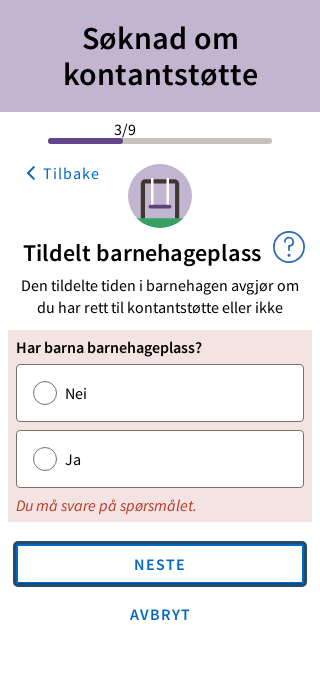 Søknad om
kontantstøtte
3/9
Tilbake
Tildelt barnehageplass
?
Den tildelte tiden i barnehagen avgjør om
du har rett til kontantstøtte eller ikke
Har barna barnehageplass?
Nei
Ja
Du må svare på spørsmålet.
NESTE
AVBRYT